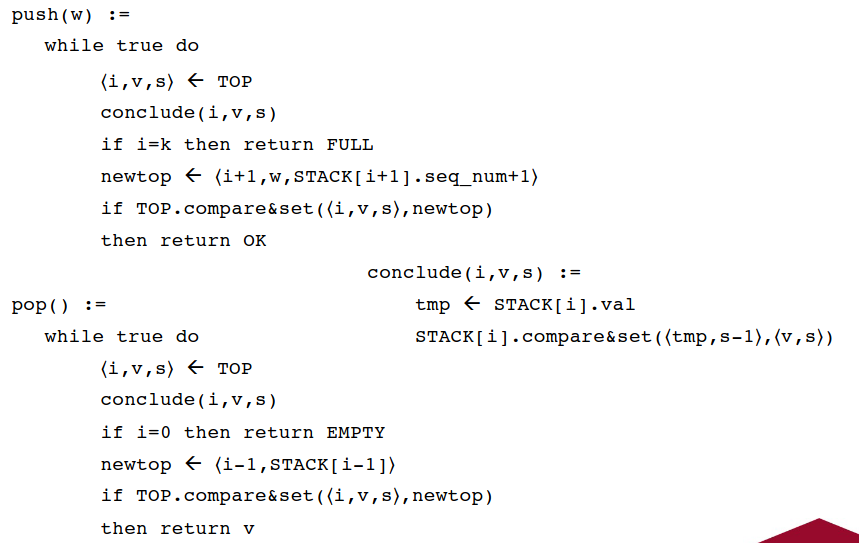 push(w) :=
while true do
⟨i,v,s⟩ ← TOP
conclude(i,v,s)
if i=k then return FULL
newtop ← ⟨i+1,w,STACK[i+1].seq_num+1⟩
if TOP.compare&set(⟨i,v,s⟩,newtop)
then return OK
pop() :=
while true do
⟨i,v,s⟩ ← TOP
conclude(i,v,s)
if i=0 then return EMPTY
newtop ← ⟨i-1,STACK[i-1]⟩
if TOP.compare&set(⟨i,v,s⟩,newtop)
then return v
conclude(i,v,s) :=
tmp ← STACK[i].val
STACK[i].compare&set(⟨tmp,s-1⟩,⟨v,s⟩)